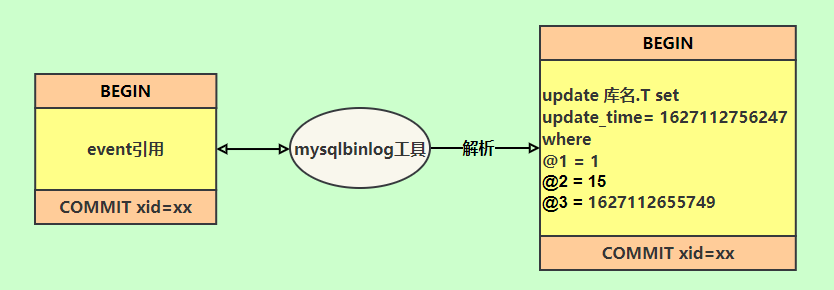 BEGIN
event引用
COMMIT xid=xx
mysqlbinlog工具
解析
BEGIN
update 库名.T set
update_time= 1627112756247
where
@1 = 1
@2 = 15
@3 = 1627112655749
COMMIT xid=xx